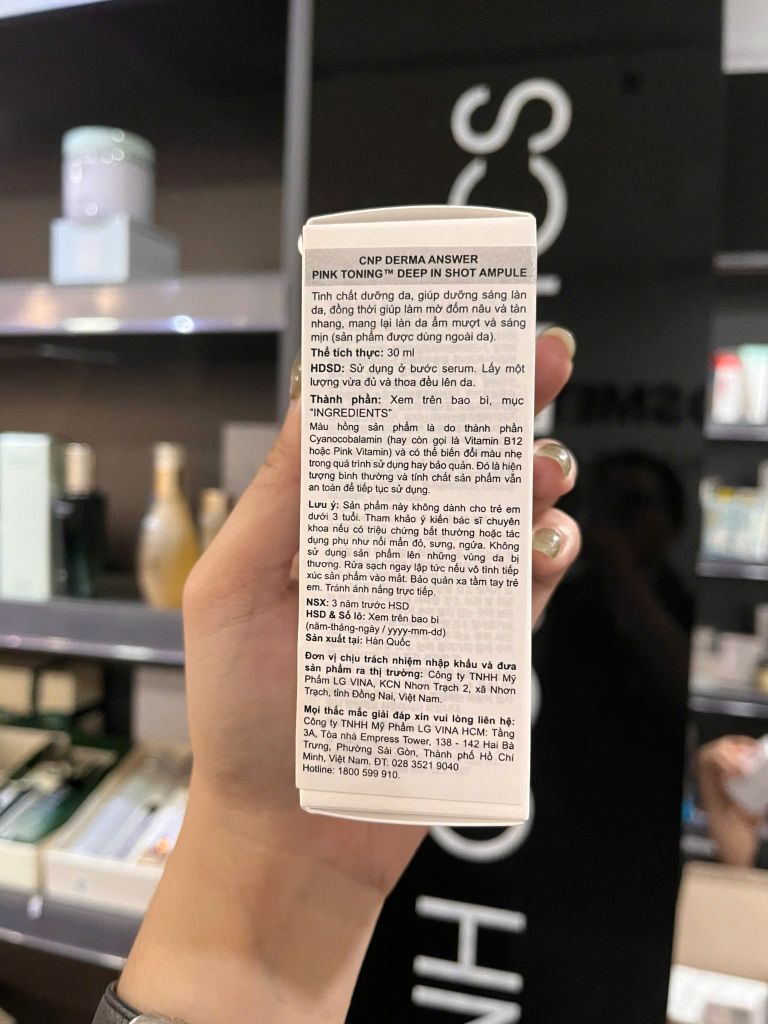 CNP DERMA ANSWER
PINK TONING™ DEEP IN SHOT AMPULE
Tinh chất dưỡng da, giúp dưỡng sáng làn
da, đồng thời giúp làm mờ đốm nâu và tàn
nhang, mang lại làn da ẩm mượt và sáng
mịn (sản phẩm được dùng ngoài da).
Thể tích thực: 30 ml
HDSD: Sử dụng ở bước serum. Lấy một
lượng vừa đủ và thoa đều lên da.
Thành phần: Xem trên bao bì, mục
"INGREDIENTS"
Màu hồng sản phẩm là do thành phần
Cyanocobalamin (hay còn gọi là Vitamin B12
hoặc Pink Vitamin) và có thể biến đổi màu nhẹ
trong quá trình sử dụng hay bảo quản. Đó là hiện
tượng bình thường và tính chất sản phẩm vẫn
an toàn để tiếp tục sử dụng.
Lưu ý: Sản phẩm này không dành cho trẻ em
dưới 3 tuổi. Tham khảo ý kiến bác sĩ chuyên
khoa nếu có triệu chứng bất thường hoặc tác
dụng phụ như nổi mẩn đỏ, sưng, ngứa. Không
sử dụng sản phẩm lên những vùng da bị
thương. Rửa sạch ngay lập tức nếu vô tình tiếp
xúc sản phẩm vào mắt. Bảo quản xa tầm tay trẻ
em. Tránh ánh nắng trực tiếp.
NSX: 3 năm trước HSD
HSD & Số lô: Xem trên bao bì
(năm-tháng-ngày / yyyy-mm-dd)
Sản xuất tại: Hàn Quốc
Đơn vị chịu trách nhiệm nhập khẩu và đưa
sản phẩm ra thị trường: Công ty TNHH Mỹ
Phẩm LG VINA, KCN Nhơn Trạch 2, xã Nhơn
Trạch, tỉnh Đồng Nai, Việt Nam.
Mọi thắc mắc giải đáp xin vui lòng liên hệ:
Công ty TNHH Mỹ Phẩm LG VINA HCM: Tầng
3A, Tòa nhà Empress Tower, 138 - 142 Hai Bà
Trưng, Phường Sài Gòn, Thành phố Hồ Chí
Minh, Việt Nam. ĐT: 028 3521 9040
Hotline: 1800 599 910.